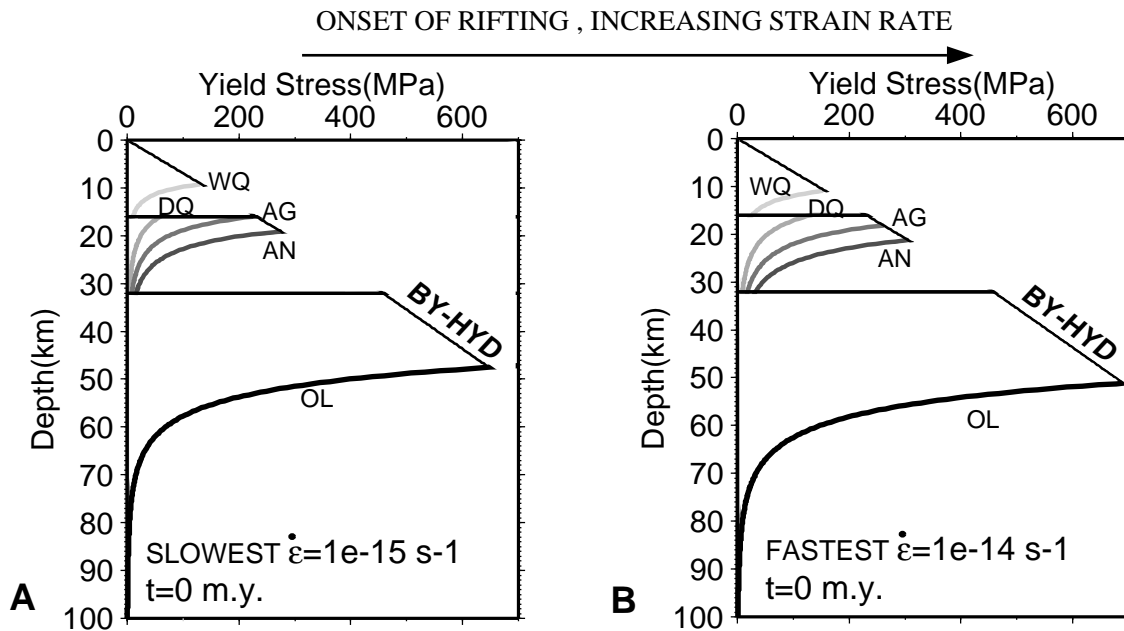 ONSET OF RIFTING , INCREASING STRAIN RATE
Yield Stress(MPa)
0 200 400 600
0
10
20
30
40
50
60
70
80
90
100
Depth(km)
WQ
DQ
AG
AN
BY-HYD
OL
SLOWEST ε̇=1e-15 s-1
t=0 m.y.
A
Yield Stress(MPa)
0 200 400 600
0
10
20
30
40
50
60
70
80
90
100
Depth(km)
WQ
DQ
AG
AN
BY-HYD
OL
FASTEST ε̇=1e-14 s-1
t=0 m.y.
B